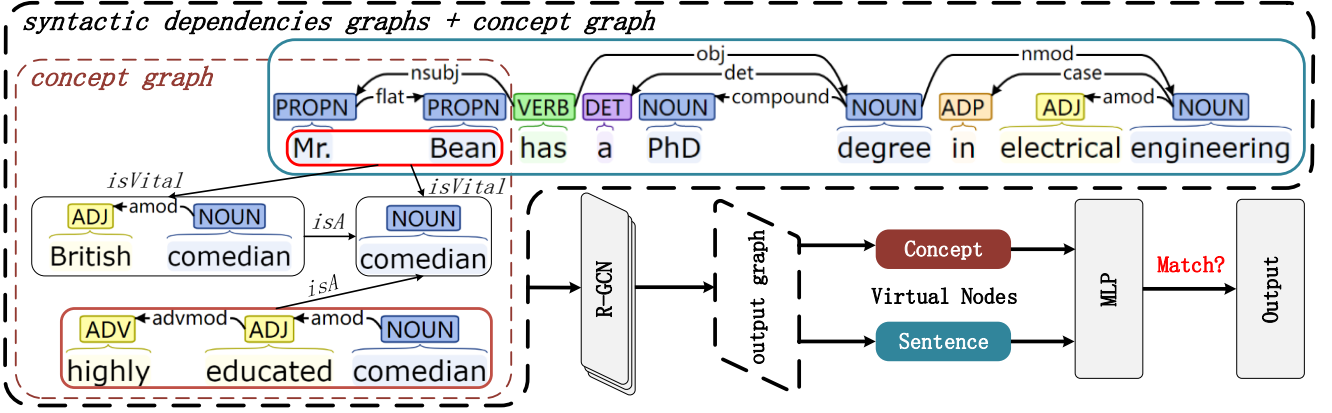 syntactic dependencies graphs + concept graph
concept graph
nsubj
obj
det
nmod
case
flat
compound
amod
PROPN PROPN VERB DET NOUN NOUN ADP ADJ NOUN
Mr. Bean has a PhD degree in electrical engineering
isVital
isVital
amod
ADJ NOUN
British comedian
isA
NOUN
comedian
isA
advmod
amod
ADV ADJ NOUN
highly educated comedian
R-GCN
output graph
Concept
Virtual Nodes
Sentence
MLP
Match?
Output